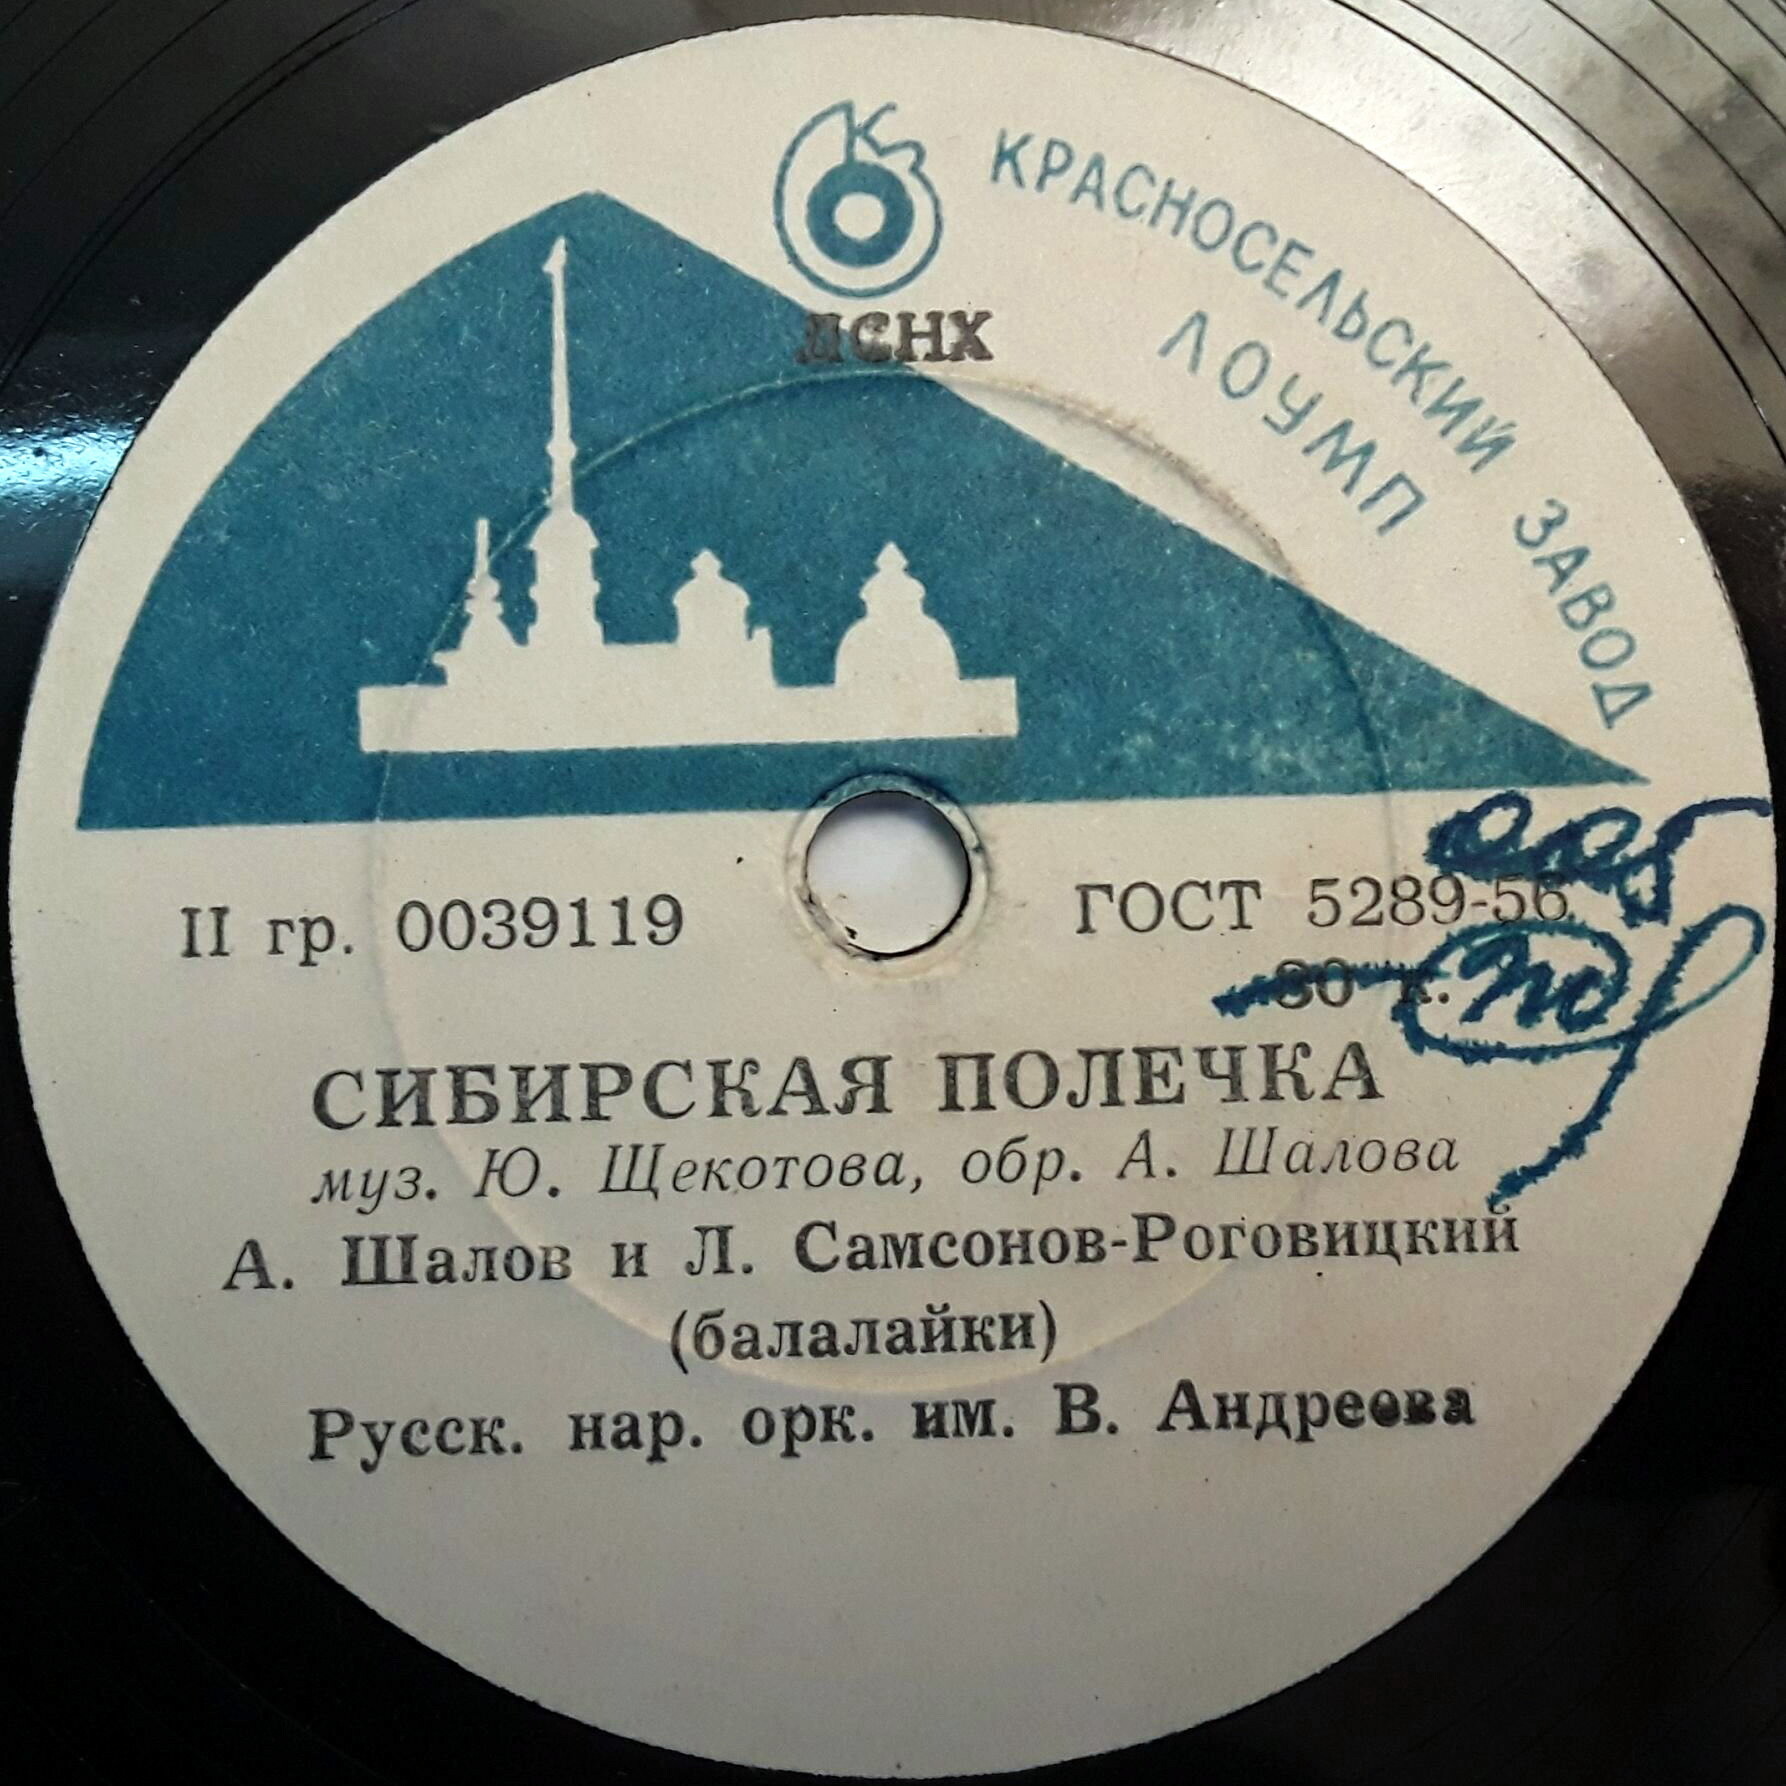 КРАСНОСЕЛЬСКИЙ ЗАВОД
ЛОУМП
ЛСНХ
II гр. 0039119
ГОСТ 5289-56
80 к.
СИБИРСКАЯ ПОЛЕЧКА
муз. Ю. Щекотова, обр. А. Шалова
А. Шалов и Л. Самсонов-Роговицкий
(балалайки)
Русск. нар. орк. им. В. Андреева